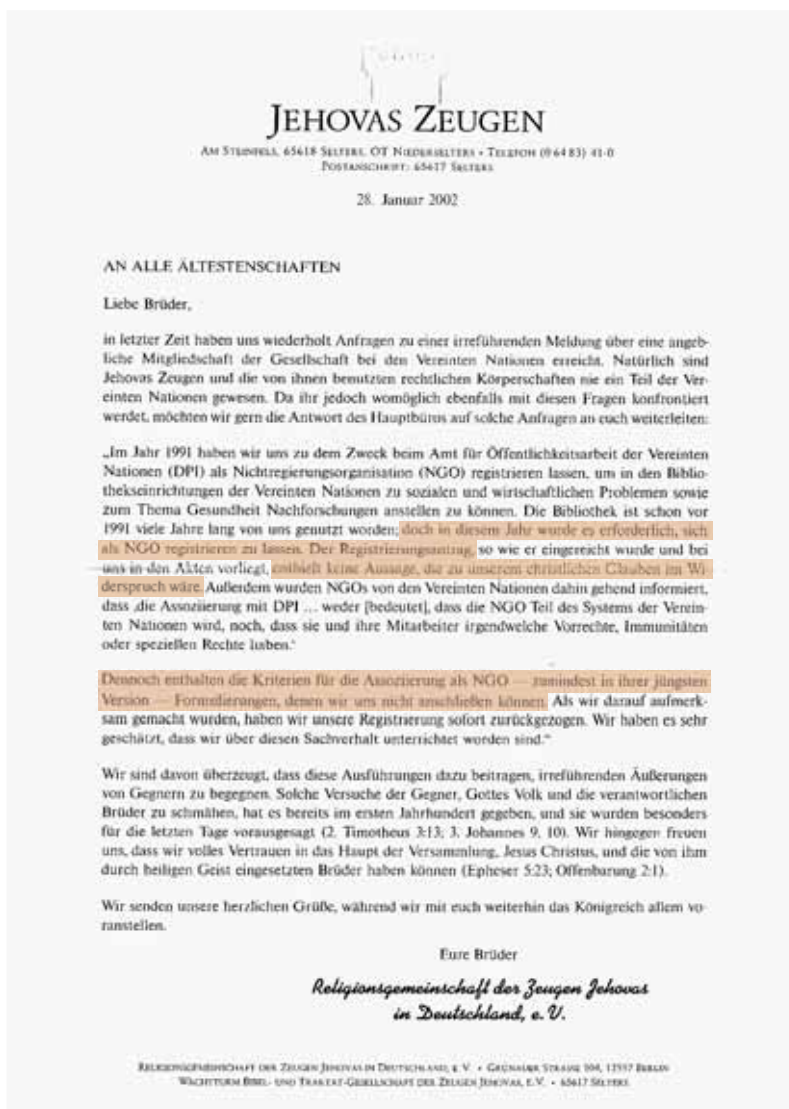 JEHOVAS ZEUGEN
AM STEINFELS, 65618 SELTERS, OT NIEDERSELTERS • TELEFON (0 64 83) 41-0
POSTANSCHRIFT: 65617 SELTERS
28. Januar 2002
AN ALLE ÄLTESTENSCHAFTEN
Liebe Brüder,
in letzter Zeit haben uns wiederholt Anfragen zu einer irreführenden Meldung über eine angeb-
liche Mitgliedschaft der Gesellschaft bei den Vereinten Nationen erreicht. Natürlich sind
Jehovas Zeugen und die von ihnen benutzten rechtlichen Körperschaften nie ein Teil der Ver-
einten Nationen gewesen. Da ihr jedoch womöglich ebenfalls mit diesen Fragen konfrontiert
werdet, möchten wir gern die Antwort des Hauptbüros auf solche Anfragen an euch weiterleiten:
„Im Jahr 1991 haben wir uns zu dem Zweck beim Amt für Öffentlichkeitsarbeit der Vereinten
Nationen (DPI) als Nichtregierungsorganisation (NGO) registrieren lassen, um in den Biblio-
thekseinrichtungen der Vereinten Nationen zu sozialen und wirtschaftlichen Problemen sowie
zum Thema Gesundheit Nachforschungen anstellen zu können. Die Bibliothek ist schon vor
1991 viele Jahre lang von uns genutzt worden; doch in diesem Jahr wurde es erforderlich, sich
als NGO registrieren zu lassen. Der Registrierungsantrag, so wie er eingereicht wurde und bei
uns in den Akten vorliegt, enthielt keine Aussage, die zu unserem christlichen Glauben im Wi-
derspruch wäre. Außerdem wurden NGOs von den Vereinten Nationen dahin gehend informiert,
dass ‚die Assoziierung mit DPI ... weder [bedeutet], dass die NGO Teil des Systems der Verein-
ten Nationen wird, noch, dass sie und ihre Mitarbeiter irgendwelche Vorrechte, Immunitäten
oder speziellen Rechte haben.‘
Dennoch enthalten die Kriterien für die Assoziierung als NGO — zumindest in ihrer jüngsten
Version — Formulierungen, denen wir uns nicht anschließen können. Als wir darauf aufmerk-
sam gemacht wurden, haben wir unsere Registrierung sofort zurückgezogen. Wir haben es sehr
geschätzt, dass wir über diesen Sachverhalt unterrichtet worden sind.“
Wir sind davon überzeugt, dass diese Ausführungen dazu beitragen, irreführenden Äußerungen
von Gegnern zu begegnen. Solche Versuche der Gegner, Gottes Volk und die verantwortlichen
Brüder zu schmähen, hat es bereits im ersten Jahrhundert gegeben, und sie wurden besonders
für die letzten Tage vorausgesagt (2. Timotheus 3:13; 3. Johannes 9, 10). Wir hingegen freuen
uns, dass wir volles Vertrauen in das Haupt der Versammlung, Jesus Christus, und die von ihm
durch heiligen Geist eingesetzten Brüder haben können (Epheser 5:23; Offenbarung 2:1).
Wir senden unsere herzlichen Grüße, während wir mit euch weiterhin das Königreich allem vo-
ranstellen.
Eure Brüder
Religionsgemeinschaft der Zeugen Jehovas
in Deutschland, e. V.
RELIGIONSGEMEINSCHAFT DER ZEUGEN JEHOVAS IN DEUTSCHLAND, E. V. • GRÜNAUER STRASSE 104, 12557 BERLIN
WACHTTURM BIBEL- UND TRAKTAT-GESELLSCHAFT DER ZEUGEN JEHOVAS, E.V. • 65617 SELTERS